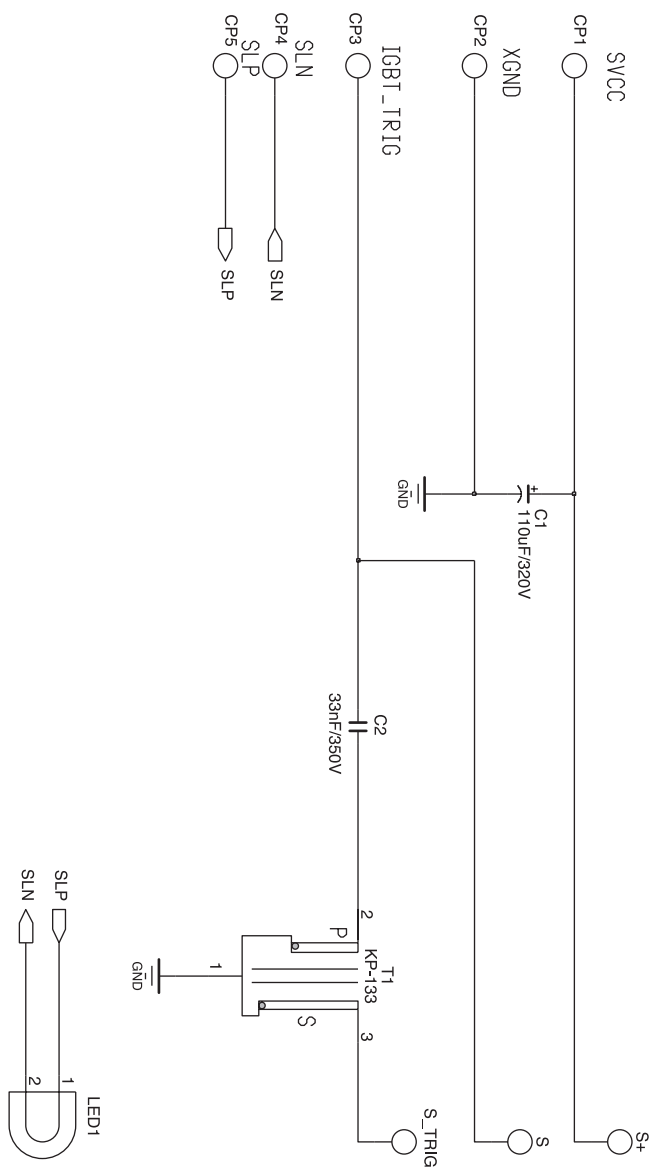 SVCC
CP1
S+
C1
110uF/320V
XGND
CP2
GND
S
IGBT_TRIG
CP3
C2
33nF/350V
2
P
T1
KP-133
S
3
S_TRIG
1
GND
SLN
CP4
SLN
SLP
CP5
SLP
SLP
SLN
1
2
LED1